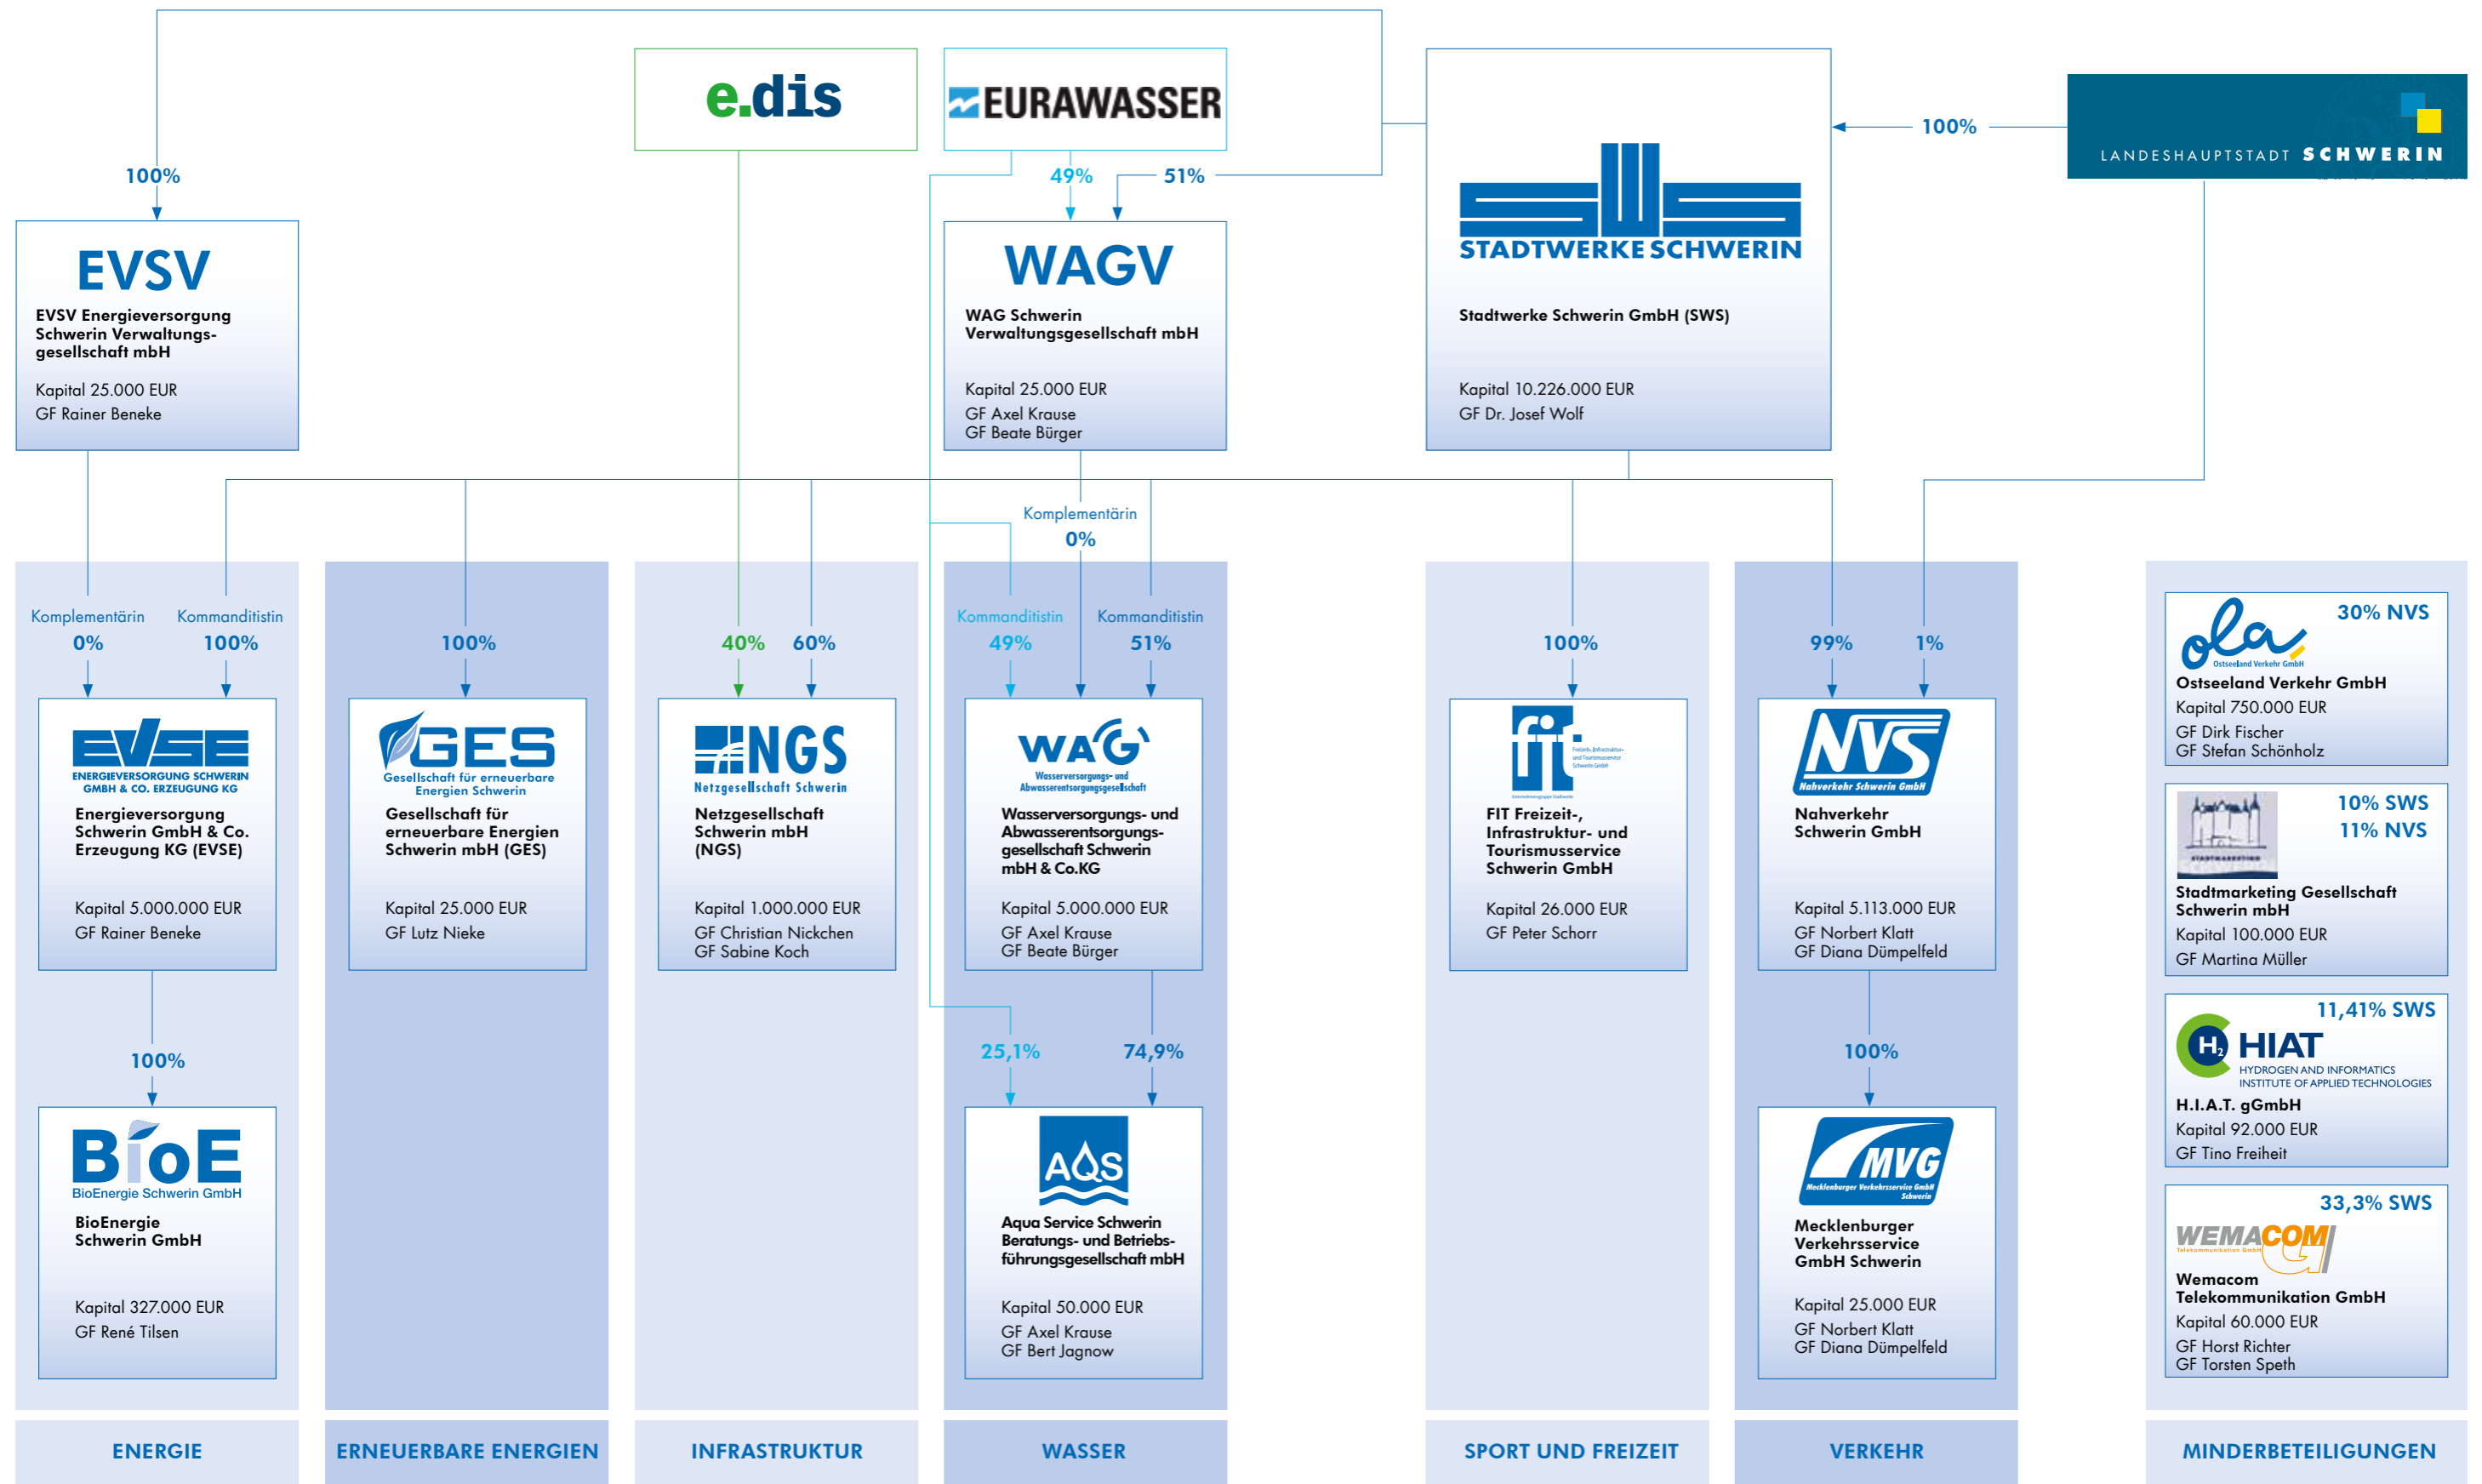 e.dis
EURAWASSER
100%
LANDESHAUPTSTADT SCHWERIN
100%
49%
51%
STADTWERKE SCHWERIN
EVSV
EVSV Energieversorgung
Schwerin Verwaltungs-
gesellschaft mbH
Kapital 25.000 EUR
GF Rainer Beneke
WAGV
WAG Schwerin
Verwaltungsgesellschaft mbH
Kapital 25.000 EUR
GF Axel Krause
GF Beate Bürger
Stadtwerke Schwerin GmbH (SWS)
Kapital 10.226.000 EUR
GF Dr. Josef Wolf
Komplementärin
0%
Komplementärin
0%
Kommanditistin
100%
100%
40%
60%
Kommanditistin
49%
Kommanditistin
51%
100%
99%
1%
EVSE
ENERGIEVERSORGUNG SCHWERIN
GMBH & CO. ERZEUGUNG KG
Energieversorgung
Schwerin GmbH & Co.
Erzeugung KG (EVSE)
Kapital 5.000.000 EUR
GF Rainer Beneke
100%
BioE
BioEnergie Schwerin GmbH
BioEnergie
Schwerin GmbH
Kapital 327.000 EUR
GF René Tilsen
ENERGIE
GES
Gesellschaft für erneuerbare
Energien Schwerin
Gesellschaft für
erneuerbare Energien
Schwerin mbH (GES)
Kapital 25.000 EUR
GF Lutz Nieke
ERNEUERBARE ENERGIEN
NGS
Netzgesellschaft Schwerin
Netzgesellschaft
Schwerin mbH
(NGS)
Kapital 1.000.000 EUR
GF Christian Nickchen
GF Sabine Koch
INFRASTRUKTUR
WAG
Wasserversorgungs- und
Abwasserentsorgungsgesellschaft
Wasserversorgungs- und
Abwasserentsorgungs-
gesellschaft Schwerin
mbH & Co.KG
Kapital 5.000.000 EUR
GF Axel Krause
GF Beate Bürger
25,1%
74,9%
AQS
Aqua Service Schwerin
Beratungs- und Betriebs-
führungsgesellschaft mbH
Kapital 50.000 EUR
GF Axel Krause
GF Bert Jagnow
WASSER
fit
Freizeit-, Infrastruktur-
und Tourismusservice
Schwerin GmbH
Unternehmensgruppe Stadtwerke
FIT Freizeit-,
Infrastruktur- und
Tourismusservice
Schwerin GmbH
Kapital 26.000 EUR
GF Peter Schorr
SPORT UND FREIZEIT
NVS
Nahverkehr Schwerin GmbH
Nahverkehr
Schwerin GmbH
Kapital 5.113.000 EUR
GF Norbert Klatt
GF Diana Dümpelfeld
100%
MVG
Mecklenburger Verkehrsservice GmbH
Schwerin
Mecklenburger
Verkehrsservice
GmbH Schwerin
Kapital 25.000 EUR
GF Norbert Klatt
GF Diana Dümpelfeld
VERKEHR
30% NVS
ola
Ostseeland Verkehr GmbH
Ostseeland Verkehr GmbH
Kapital 750.000 EUR
GF Dirk Fischer
GF Stefan Schönholz
10% SWS
11% NVS
STADTMARKETING
SCHWERIN
Stadtmarketing Gesellschaft
Schwerin mbH
Kapital 100.000 EUR
GF Martina Müller
11,41% SWS
H2 HIAT
HYDROGEN AND INFORMATICS
INSTITUTE OF APPLIED TECHNOLOGIES
H.I.A.T. gGmbH
Kapital 92.000 EUR
GF Tino Freiheit
33,3% SWS
WEMACOM
Telekommunikation GmbH
Wemacom
Telekommunikation GmbH
Kapital 60.000 EUR
GF Horst Richter
GF Torsten Speth
MINDERBETEILIGUNGEN